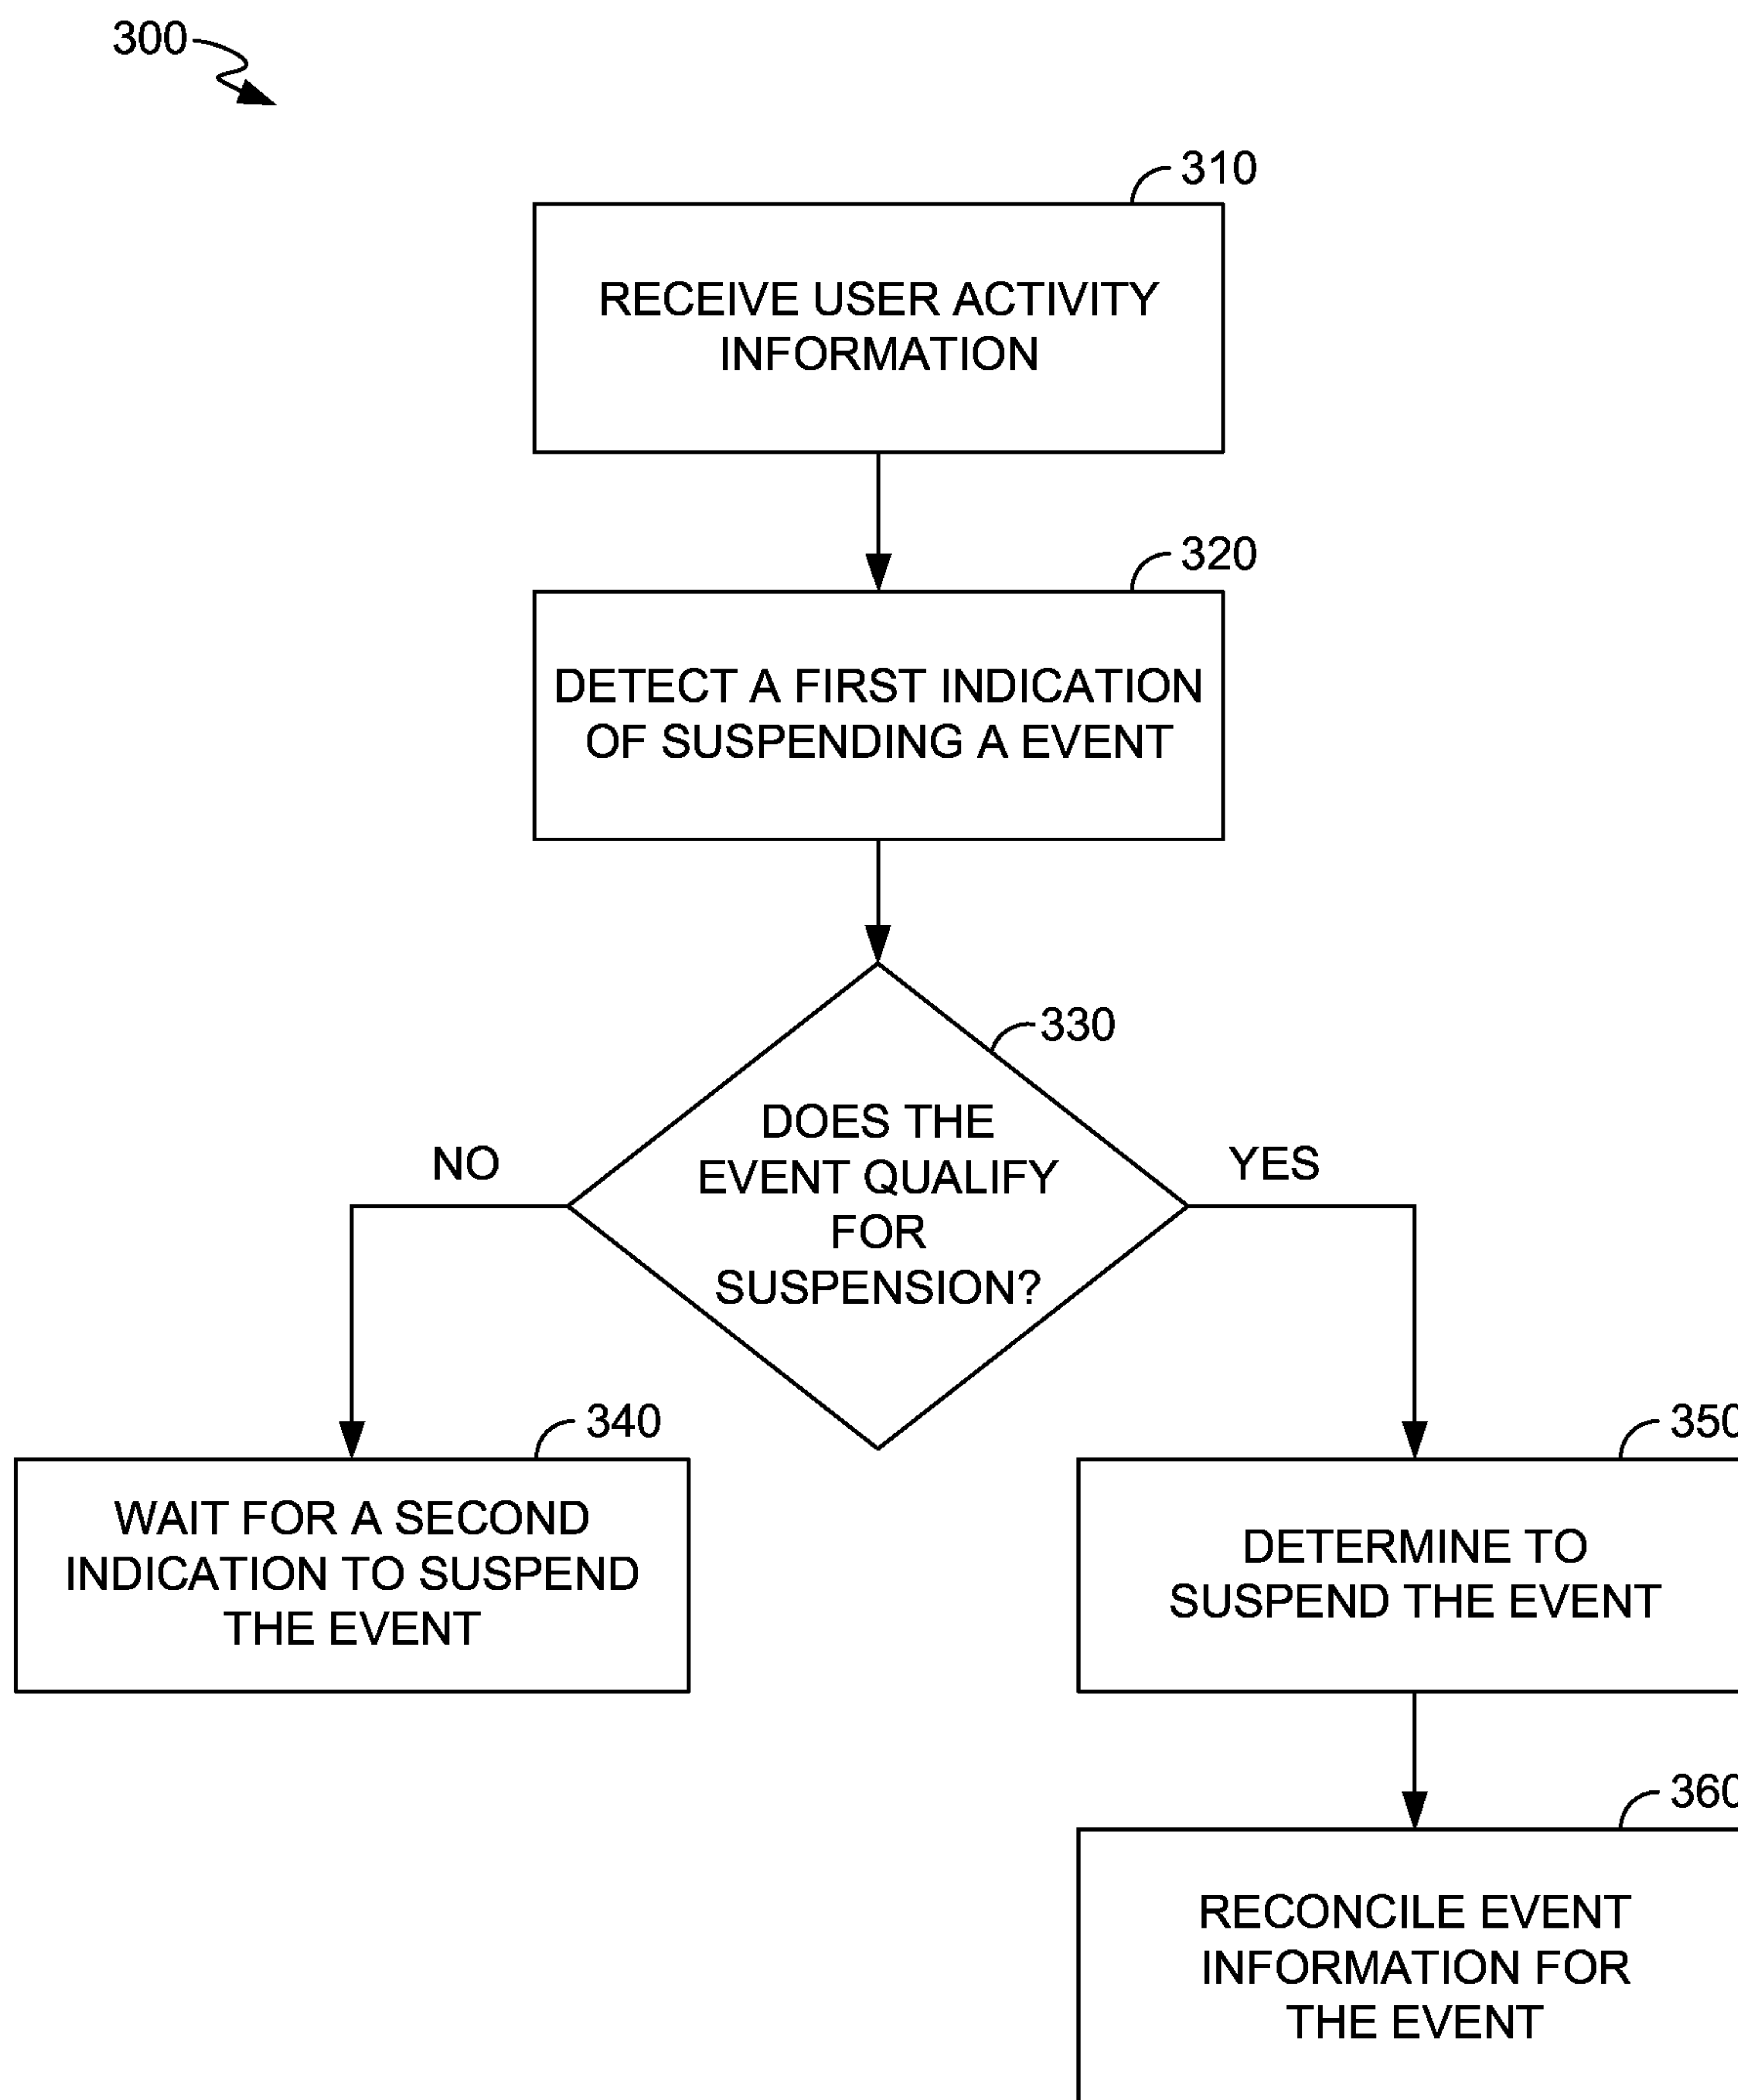 300
310
RECEIVE USER ACTIVITY
INFORMATION
320
DETECT A FIRST INDICATION
OF SUSPENDING A EVENT
330
DOES THE
EVENT QUALIFY
FOR
SUSPENSION?
NO
YES
340
WAIT FOR A SECOND
INDICATION TO SUSPEND
THE EVENT
350
DETERMINE TO
SUSPEND THE EVENT
360
RECONCILE EVENT
INFORMATION FOR
THE EVENT